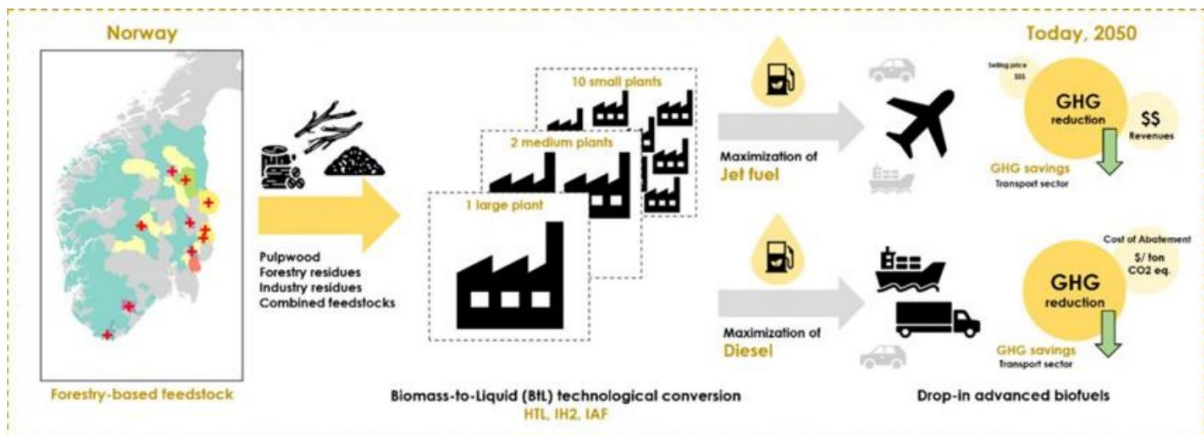 Norway
Forestry-based feedstock
Pulpwood
Forestry residues
Industry residues
Combined feedstocks
10 small plants
2 medium plants
1 large plant
Biomass-to-Liquid (BtL) technological conversion
HTL, IH2, IAF
Maximization of
Jet fuel
Maximization of
Diesel
Today, 2050
Selling price
$$$
GHG
reduction
$$
Revenues
GHG savings
Transport sector
Cost of Abatement
$/ ton
CO2 eq.
GHG
reduction
GHG savings
Transport sector
Drop-in advanced biofuels